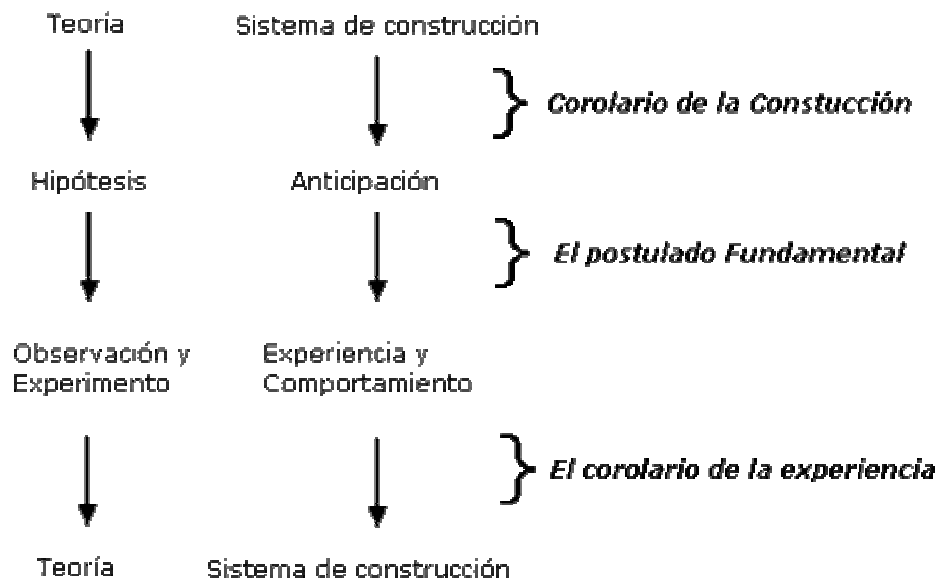 Teoría Sistema de construcción
Corolario de la Constucción
Hipótesis Anticipación
El postulado Fundamental
Observación y Experiencia y
Experimento Comportamiento
El corolario de la experiencia
Teoría Sistema de construcción